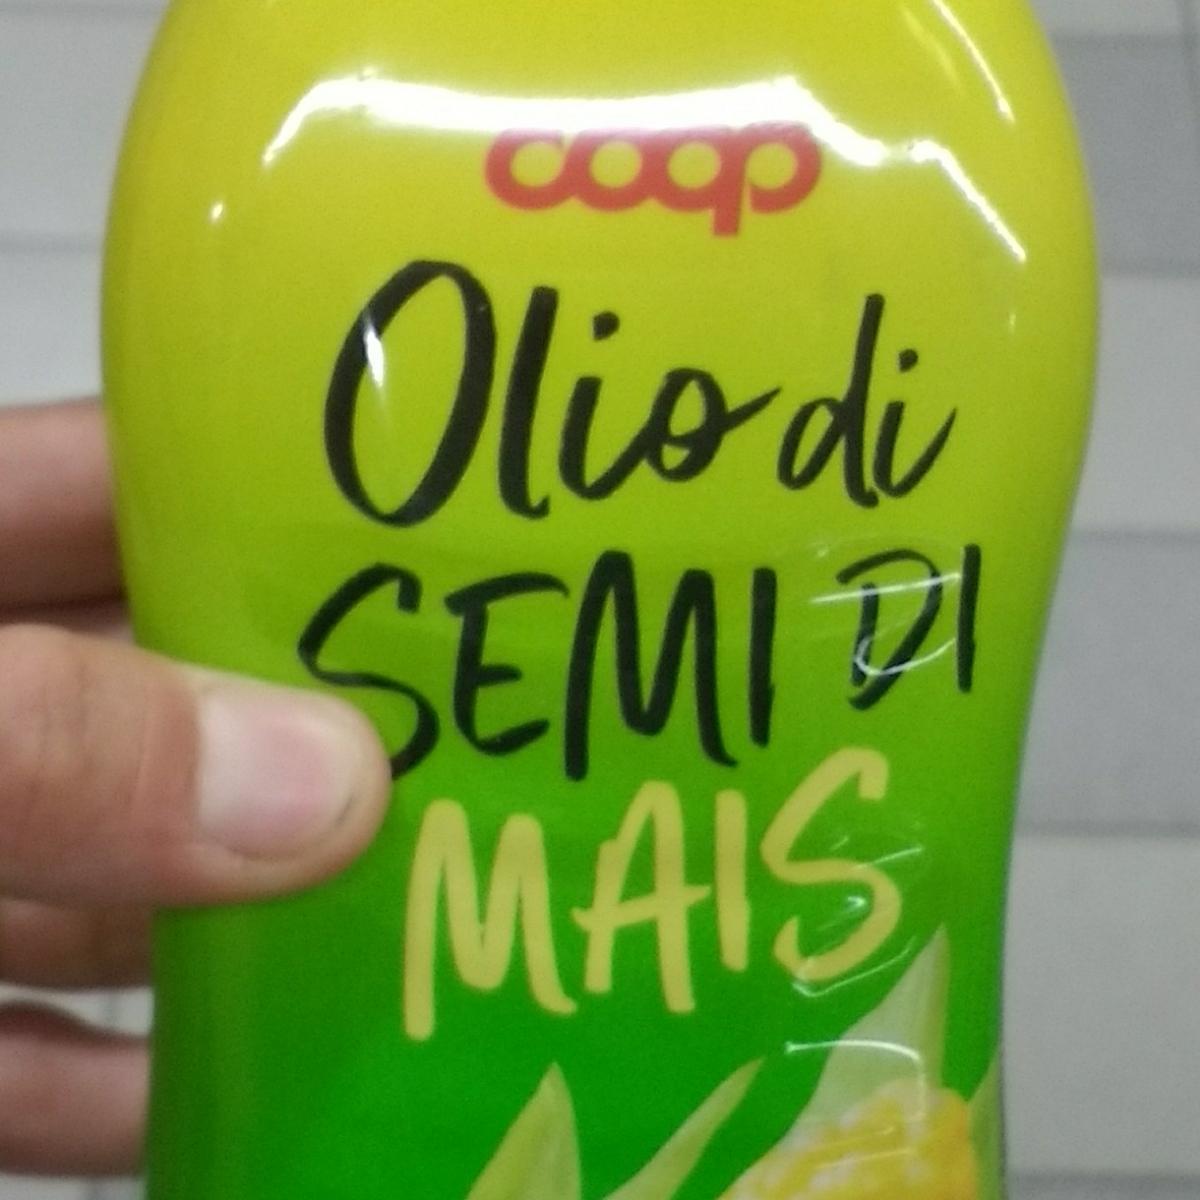 coop
Olio di
SEMI DI
MAIS